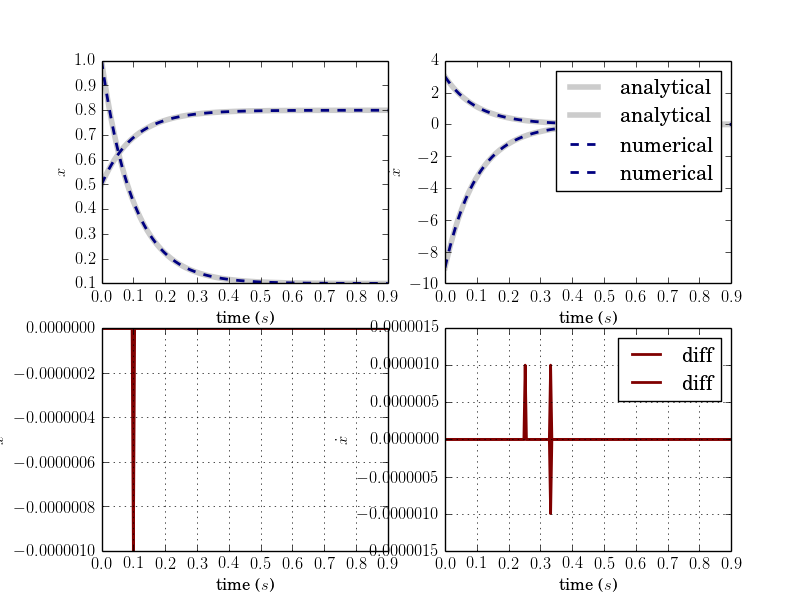 1.0
0.9
0.8
0.7
0.6
0.5
0.4
0.3
0.2
0.1
x
0.0 0.1 0.2 0.3 0.4 0.5 0.6 0.7 0.8 0.9
time (s)
4
2
0
−2
−4
−6
−8
−10
ẋ
analytical
analytical
numerical
numerical
0.0 0.1 0.2 0.3 0.4 0.5 0.6 0.7 0.8 0.9
time (s)
0.0000000
−0.0000002
−0.0000004
−0.0000006
−0.0000008
−0.0000010
x
0.0 0.1 0.2 0.3 0.4 0.5 0.6 0.7 0.8 0.9
time (s)
0.0000015
0.0000010
0.0000005
0.0000000
−0.0000005
−0.0000010
−0.0000015
ẋ
diff
diff
0.0 0.1 0.2 0.3 0.4 0.5 0.6 0.7 0.8 0.9
time (s)